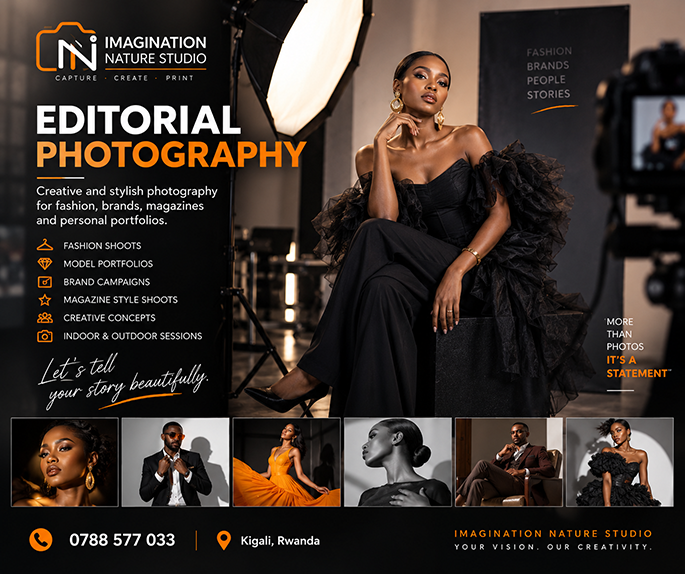 IMAGINATION
NATURE STUDIO
CAPTURE · CREATE · PRINT
EDITORIAL
PHOTOGRAPHY
Creative and stylish photography
for fashion, brands, magazines
and personal portfolios.
FASHION SHOOTS
MODEL PORTFOLIOS
BRAND CAMPAIGNS
MAGAZINE STYLE SHOOTS
CREATIVE CONCEPTS
INDOOR & OUTDOOR SESSIONS
Let's tell
your story beautifully.
FASHION
BRANDS
PEOPLE
STORIES
"MORE
THAN
PHOTOS
IT'S A
STATEMENT"
0788 577 033
Kigali, Rwanda
IMAGINATION NATURE STUDIO
YOUR VISION. OUR CREATIVITY.